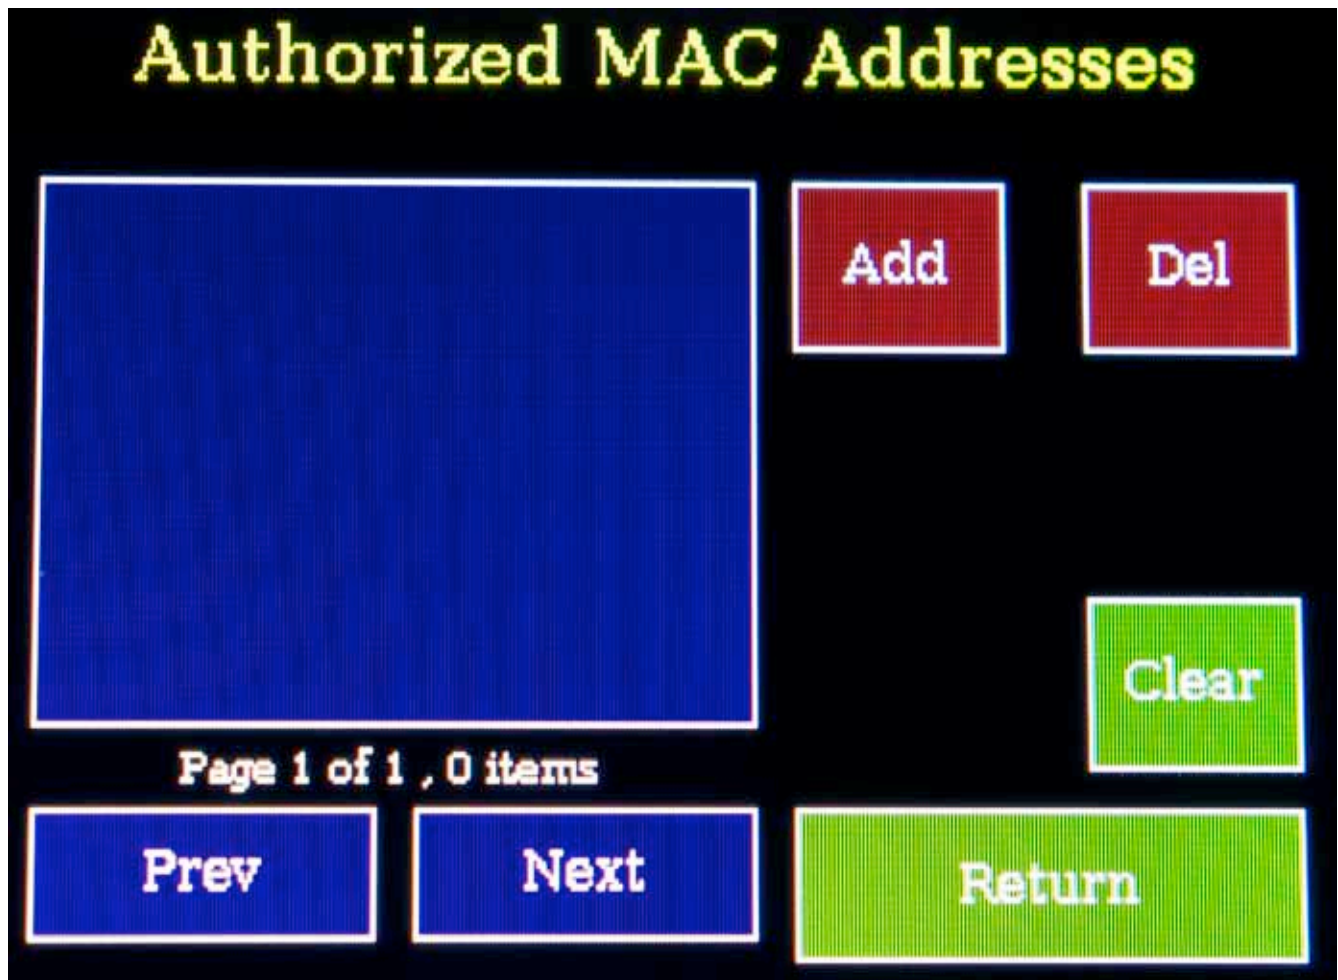 Authorized MAC Addresses
Add
Del
Clear
Page 1 of 1 , 0 items
Prev
Next
Return